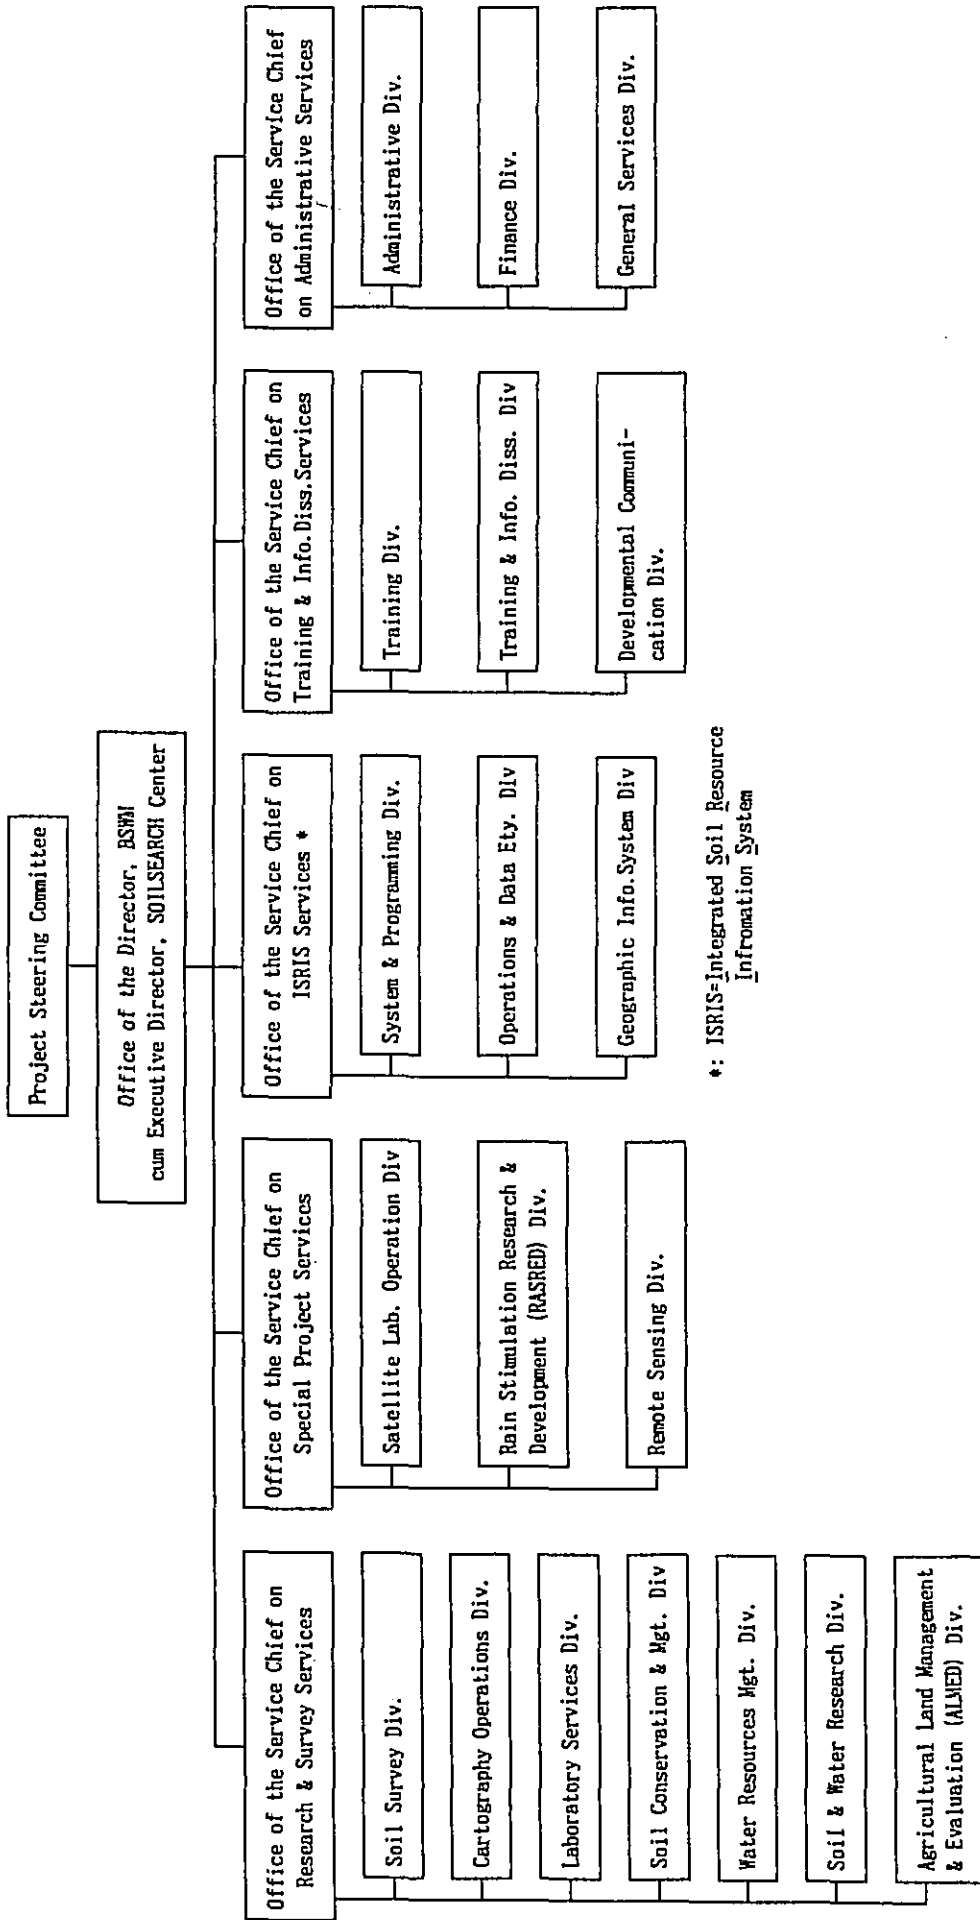 Project Steering Committee
Office of the Director, BSWM
cum Executive Director, SOILSEARCH Center
Office of the Service Chief on
Research & Survey Services
Soil Survey Div.
Cartography Operations Div.
Laboratory Services Div.
Soil Conservation & Mgt. Div
Water Resources Mgt. Div.
Soil & Water Research Div.
Agricultural Land Management
& Evaluation (ALMED) Div.
Office of the Service Chief on
Special Project Services
Satellite Lab. Operation Div
Rain Stimulation Research &
Development (RASRED) Div.
Remote Sensing Div.
Office of the Service Chief on
ISRIS Services *
System & Programming Div.
Operations & Data Ety. Div
Geographic Info.System Div
Office of the Service Chief on
Training & Info.Diss.Services
Training Div.
Training & Info. Diss. Div
Developmental Communi-
cation Div.
Office of the Service Chief
on Administrative Services
Administrative Div.
Finance Div.
General Services Div.
*: ISRIS=Integrated Soil Resource
Infromation System